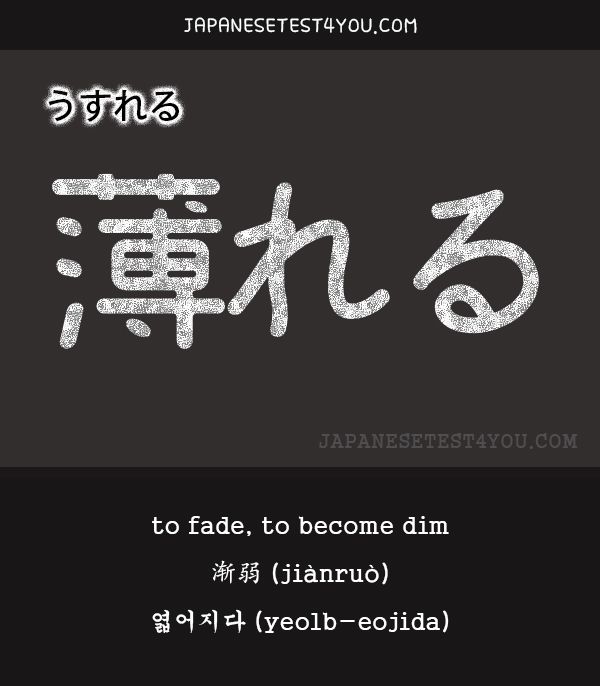 JAPANESETEST4YOU.COM
うすれる
薄れる
JAPANESETEST4YOU.COM
to fade, to become dim
渐弱 (jiànruò)
엷어지다 (yeolb-eojida)